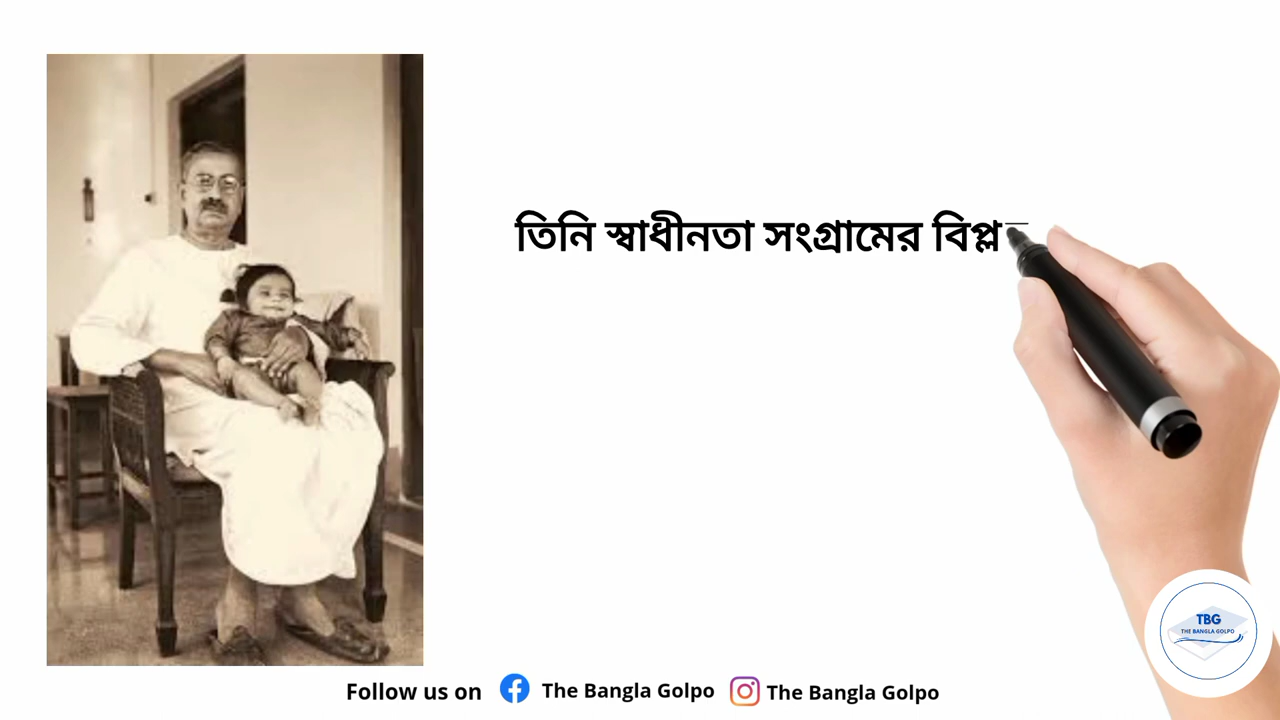 তিনি স্বাধীনতা সংগ্রামের বিপ্ল
TBG
THE BANGLA GOLPO
Follow us on The Bangla Golpo The Bangla Golpo